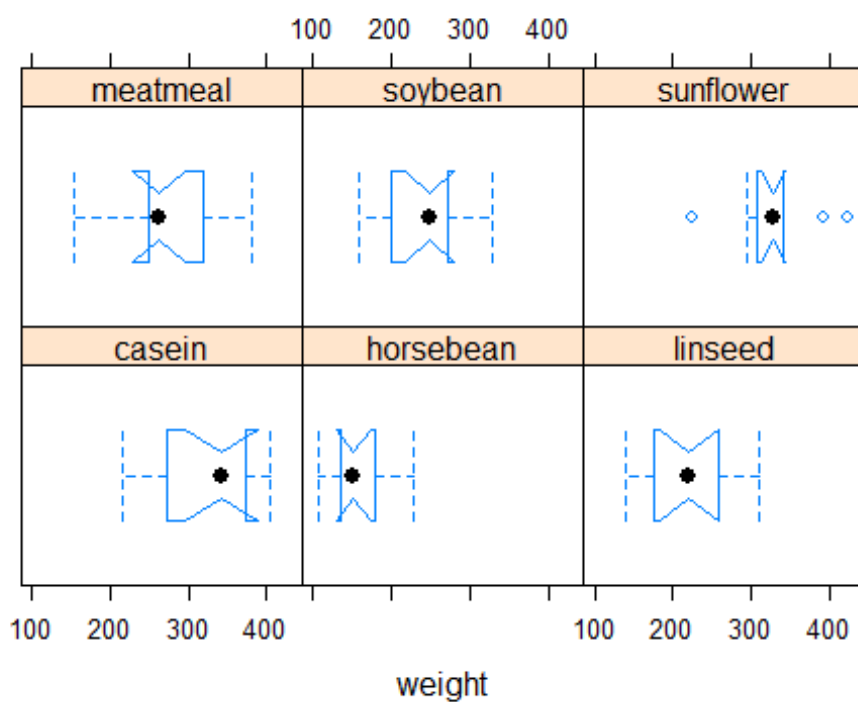 100 200 300 400
meatmeal soybean sunflower
casein horsebean linseed
100 200 300 400 100 200 300 400
weight